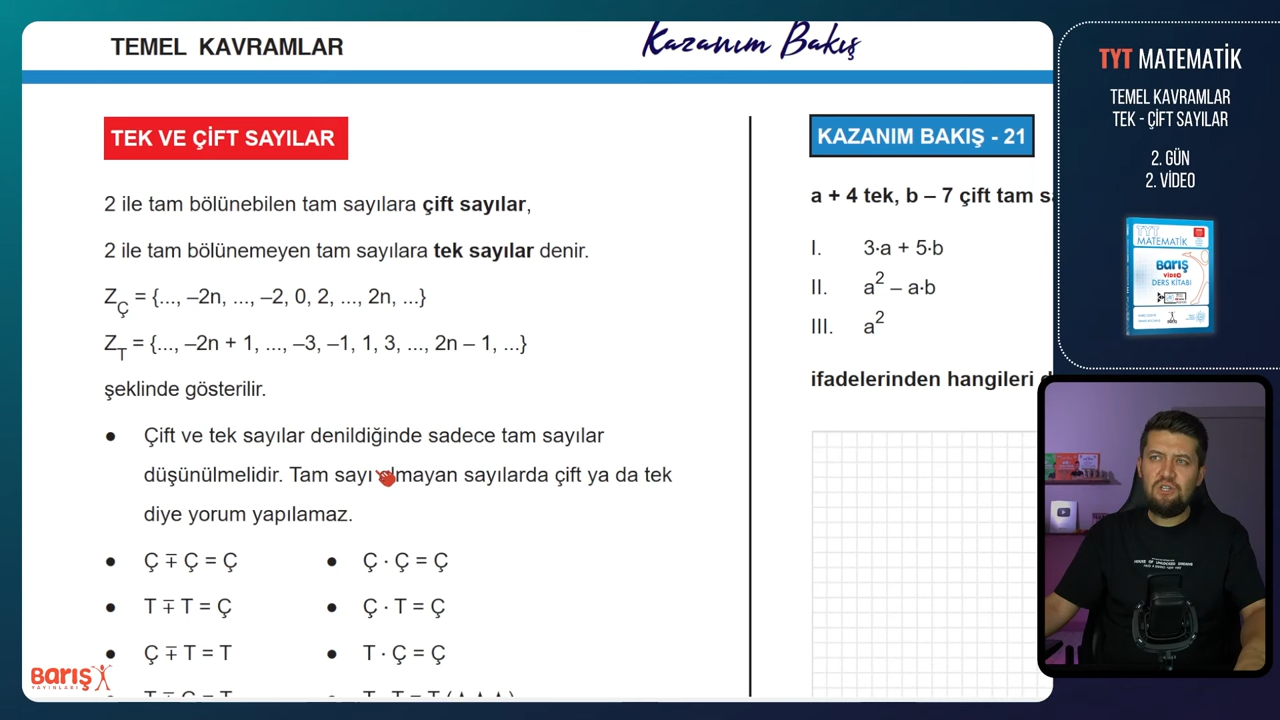 TEMEL KAVRAMLAR
Kazanım Bakış
TEK VE ÇİFT SAYILAR
2 ile tam bölünebilen tam sayılara çift sayılar,
2 ile tam bölünemeyen tam sayılara tek sayılar denir.
Z_Ç = {..., –2n, ..., –2, 0, 2, ..., 2n, ...}
Z_T = {..., –2n + 1, ..., –3, –1, 1, 3, ..., 2n – 1, ...}
şeklinde gösterilir.
● Çift ve tek sayılar denildiğinde sadece tam sayılar
düşünülmelidir. Tam sayı olmayan sayılarda çift ya da tek
diye yorum yapılamaz.
● Ç ∓ Ç = Ç ● Ç · Ç = Ç
● T ∓ T = Ç ● Ç · T = Ç
● Ç ∓ T = T ● T · Ç = Ç
KAZANIM BAKIŞ - 21
a + 4 tek, b – 7 çift tam
I. 3·a + 5·b
II. a² – a·b
III. a²
ifadelerinden hangileri
BARIŞ
YAYINLARI
TYT MATEMATİK
TEMEL KAVRAMLAR
TEK - ÇİFT SAYILAR
2. GÜN
2. VİDEO
TYT
MATEMATİK
BARIŞ
VİDEO
DERS KİTABI